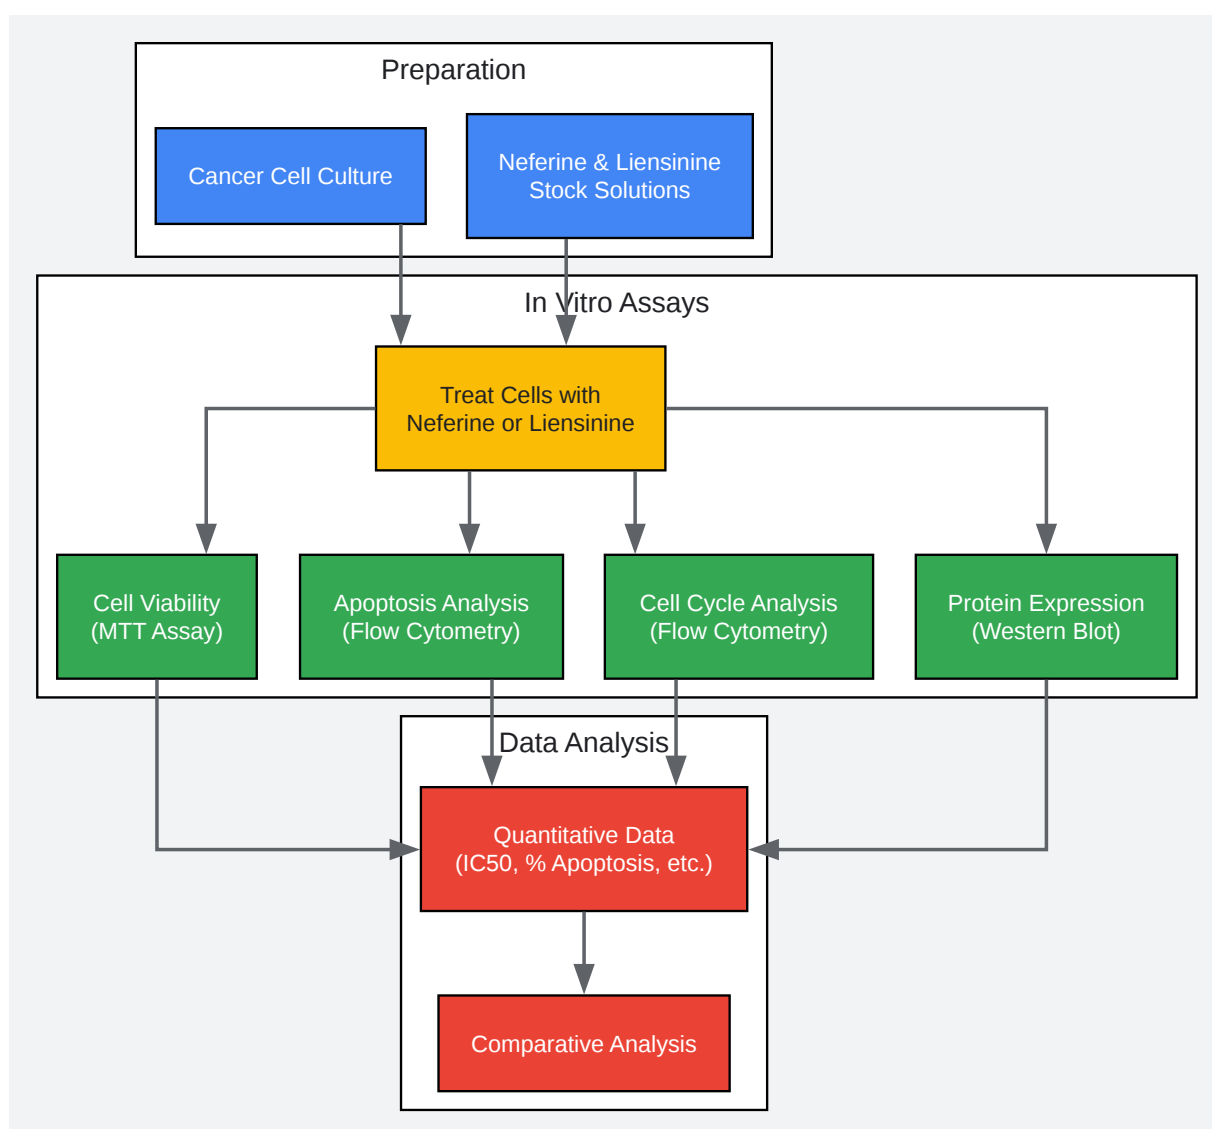 Preparation
Cancer Cell Culture
Neferine & Liensinine
Stock Solutions
In Vitro Assays
Treat Cells with
Neferine or Liensinine
Cell Viability
(MTT Assay)
Apoptosis Analysis
(Flow Cytometry)
Cell Cycle Analysis
(Flow Cytometry)
Protein Expression
(Western Blot)
Data Analysis
Quantitative Data
(IC50, % Apoptosis, etc.)
Comparative Analysis